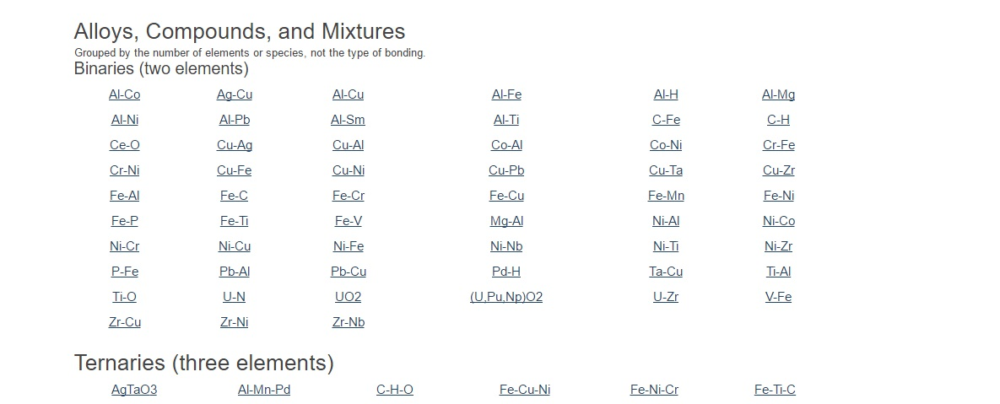 Alloys, Compounds, and Mixtures
Grouped by the number of elements or species, not the type of bonding.
Binaries (two elements)
Al-Co Ag-Cu Al-Cu Al-Fe Al-H Al-Mg
Al-Ni Al-Pb Al-Sm Al-Ti C-Fe C-H
Ce-O Cu-Ag Cu-Al Co-Al Co-Ni Cr-Fe
Cr-Ni Cu-Fe Cu-Ni Cu-Pb Cu-Ta Cu-Zr
Fe-Al Fe-C Fe-Cr Fe-Cu Fe-Mn Fe-Ni
Fe-P Fe-Ti Fe-V Mg-Al Ni-Al Ni-Co
Ni-Cr Ni-Cu Ni-Fe Ni-Nb Ni-Ti Ni-Zr
P-Fe Pb-Al Pb-Cu Pd-H Ta-Cu Ti-Al
Ti-O U-N UO2 (U,Pu,Np)O2 U-Zr V-Fe
Zr-Cu Zr-Ni Zr-Nb
Ternaries (three elements)
AgTaO3 Al-Mn-Pd C-H-O Fe-Cu-Ni Fe-Ni-Cr Fe-Ti-C